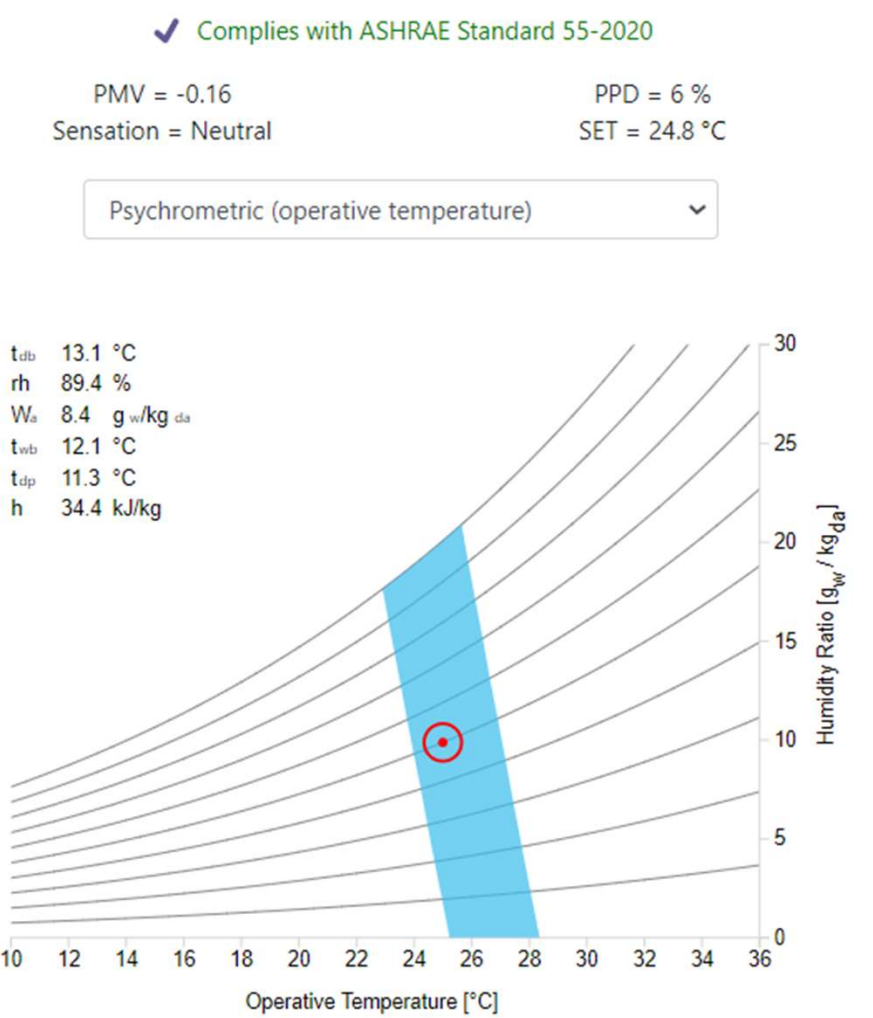 Complies with ASHRAE Standard 55-2020
PMV = -0.16
PPD = 6 %
Sensation = Neutral
SET = 24.8 °C
Psychrometric (operative temperature)
tdb 13.1 °C
rh 89.4 %
Wa 8.4 g w/kg da
twb 12.1 °C
tdp 11.3 °C
h 34.4 kJ/kg
30
25
20
15
10
5
0
Humidity Ratio [gw / kgda]
10 12 14 16 18 20 22 24 26 28 30 32 34 36
Operative Temperature [°C]